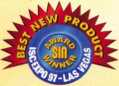 BEST NEW PRODUCT
AWARD
SIN
WINNER
ISC EXPO 97 - LAS VEGAS